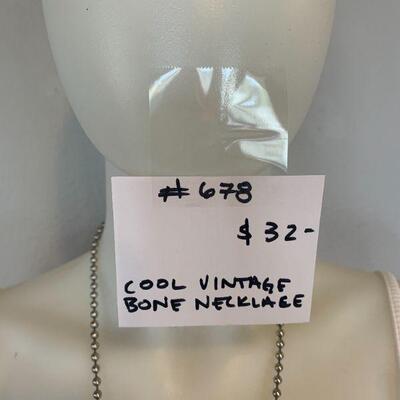 # 678
$ 32-
COOL VINTAGE
BONE NECKLACE